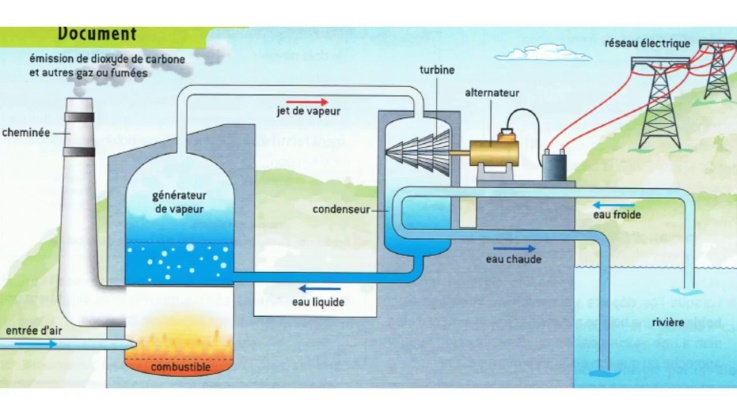 Document
émission de dioxyde de carbone
et autres gaz ou fumées
réseau électrique
turbine
alternateur
jet de vapeur
cheminée
générateur
de vapeur
condenseur
eau froide
eau chaude
eau liquide
rivière
entrée d'air
combustible